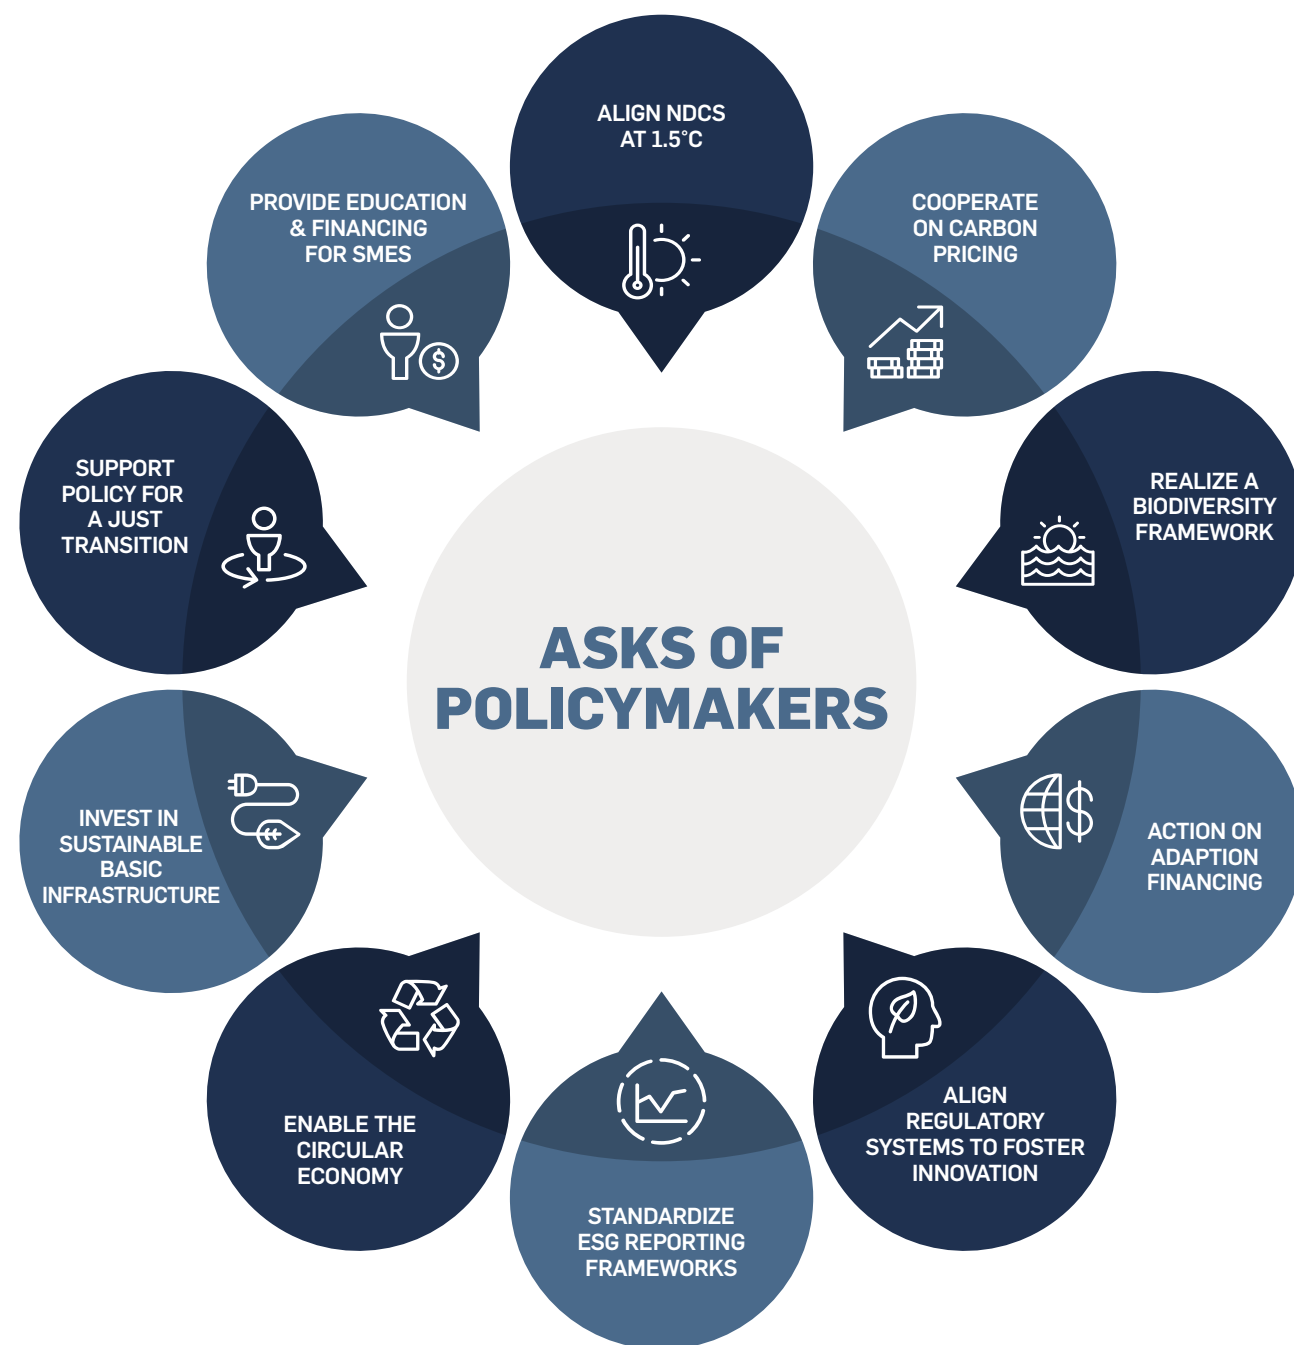 ALIGN NDCS
AT 1.5°C
COOPERATE
ON CARBON
PRICING
REALIZE A
BIODIVERSITY
FRAMEWORK
ACTION ON
ADAPTION
FINANCING
ALIGN
REGULATORY
SYSTEMS TO FOSTER
INNOVATION
STANDARDIZE
ESG REPORTING
FRAMEWORKS
ENABLE THE
CIRCULAR
ECONOMY
INVEST IN
SUSTAINABLE
BASIC
INFRASTRUCTURE
SUPPORT
POLICY FOR
A JUST
TRANSITION
PROVIDE EDUCATION
& FINANCING
FOR SMES
$
$
ASKS OF
POLICYMAKERS